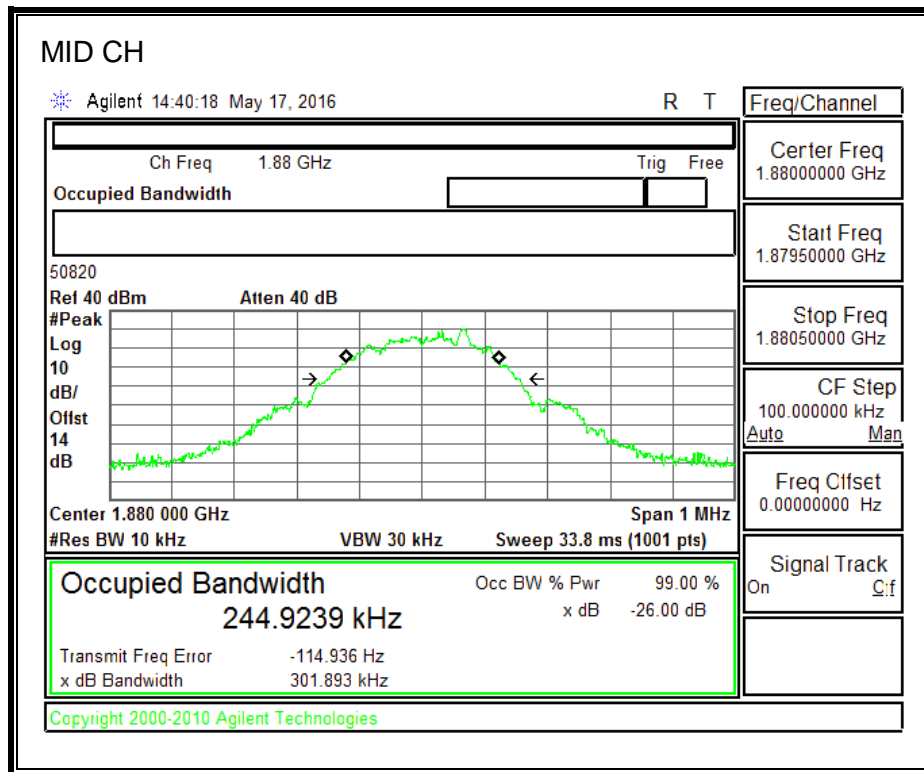 MID CH
Agilent 14:40:18 May 17, 2016 R T
Freq/Channel
Ch Freq 1.88 GHz Trig Free
Occupied Bandwidth
Center Freq
1.88000000 GHz
Start Freq
1.87950000 GHz
Stop Freq
1.88050000 GHz
CF Step
100.000000 kHz
Auto Man
Freq Offset
0.00000000 Hz
Signal Track
On Off
50820
Ref 40 dBm Atten 40 dB
#Peak
Log
10
dB/
Offst
14
dB
Center 1.880 000 GHz Span 1 MHz
#Res BW 10 kHz VBW 30 kHz Sweep 33.8 ms (1001 pts)
Occupied Bandwidth Occ BW % Pwr 99.00 %
244.9239 kHz x dB -26.00 dB
Transmit Freq Error -114.936 Hz
x dB Bandwidth 301.893 kHz
Copyright 2000-2010 Agilent Technologies